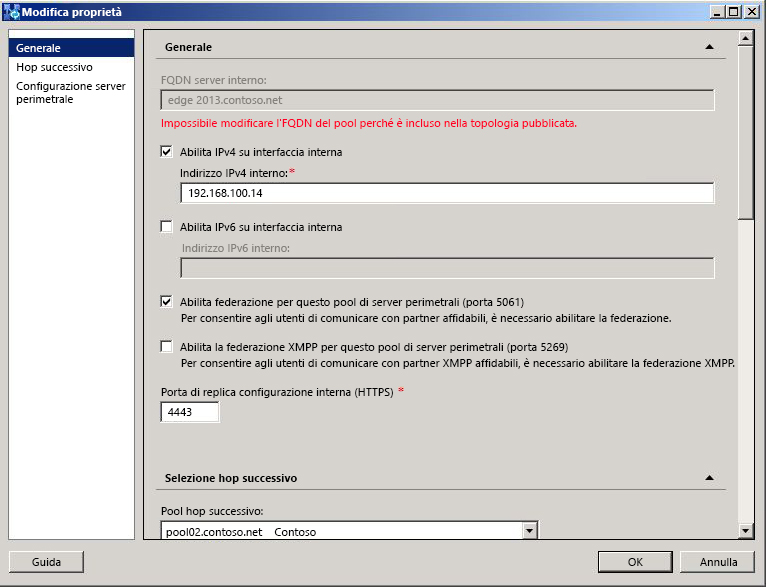 Modifica proprietà
Generale
Hop successivo
Configurazione server
perimetrale
Generale
FQDN server interno:
edge 2013.contoso.net
Impossibile modificare l'FQDN del pool perché è incluso nella topologia pubblicata.
Abilita IPv4 su interfaccia interna
Indirizzo IPv4 interno:*
192.168.100.14
Abilita IPv6 su interfaccia interna
Indirizzo IPv6 interno:
Abilita federazione per questo pool di server perimetrali (porta 5061)
Per consentire agli utenti di comunicare con partner affidabili, è necessario abilitare la federazione.
Abilita la federazione XMPP per questo pool di server perimetrali (porta 5269)
Per consentire agli utenti di comunicare con partner XMPP affidabili, è necessario abilitare la federazione XMPP.
Porta di replica configurazione interna (HTTPS) *
4443
Selezione hop successivo
Pool hop successivo:
pool02.contoso.net Contoso
Guida
OK
Annulla